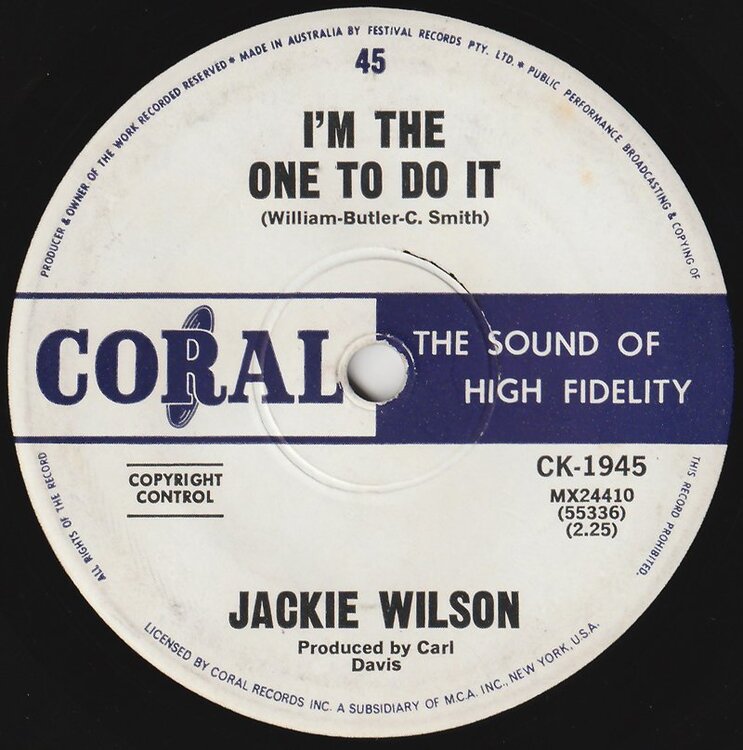 PRODUCER & OWNER OF THE WORK RECORDED RESERVED * MADE IN AUSTRALIA BY FESTIVAL RECORDS PTY. LTD. * PUBLIC PERFORMANCE BROADCASTING & COPYING OF
45
I'M THE
ONE TO DO IT
(William-Butler-C. Smith)
CORAL
THE SOUND OF
HIGH FIDELITY
COPYRIGHT
CONTROL
CK-1945
MX24410
(55336)
(2.25)
ALL RIGHTS OF THE RECORD
THIS RECORD PROHIBITED.
JACKIE WILSON
Produced by Carl
Davis
LICENSED BY CORAL RECORDS INC. A SUBSIDIARY OF M.C.A. INC., NEW YORK, U.S.A.